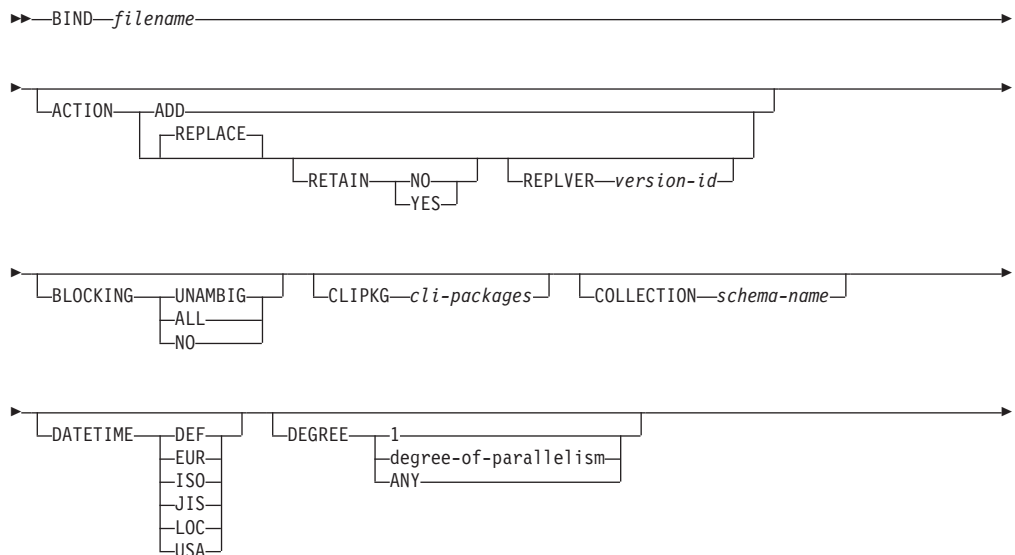 BIND filename
ACTION ADD
REPLACE
RETAIN NO REPLVER version-id
YES
BLOCKING UNAMBIG CLIPKG cli-packages COLLECTION schema-name
ALL
NO
DATETIME DEF DEGREE 1
EUR degree-of-parallelism
ISO ANY
JIS
LOC
USA